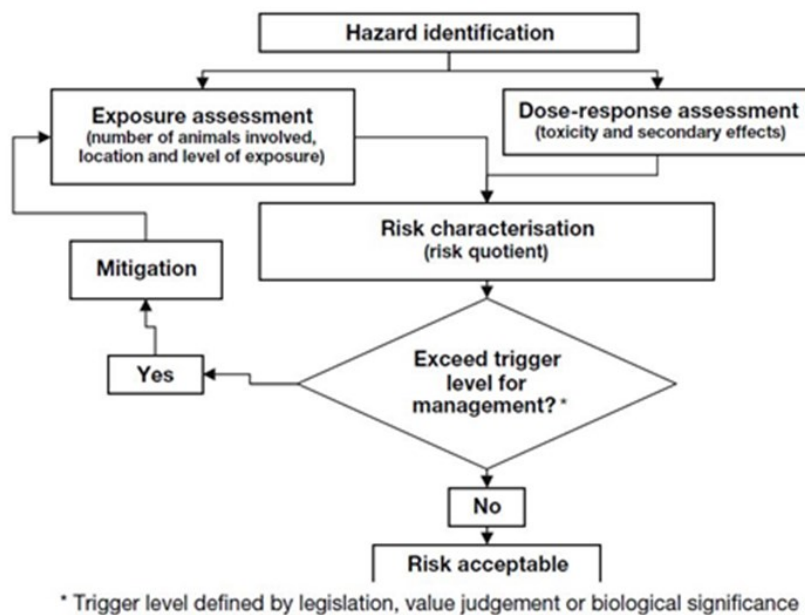 Hazard identification
Exposure assessment
(number of animals involved,
location and level of exposure)
Dose-response assessment
(toxicity and secondary effects)
Risk characterisation
(risk quotient)
Mitigation
Yes
Exceed trigger
level for
management? *
No
Risk acceptable
* Trigger level defined by legislation, value judgement or biological significance